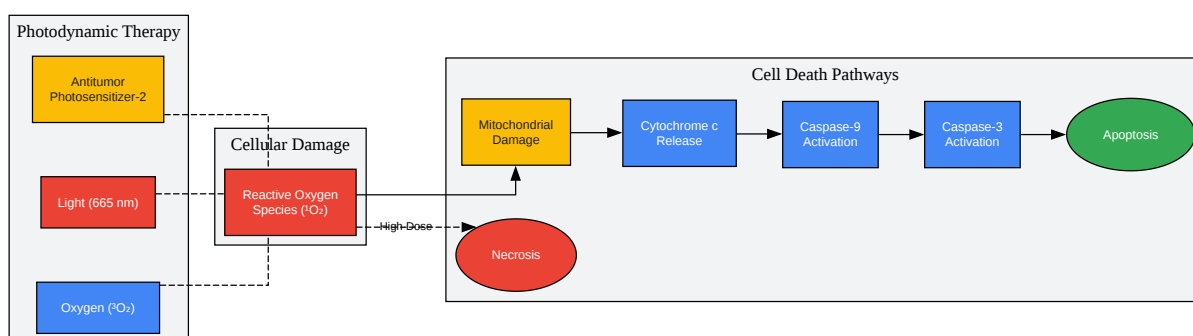 Photodynamic Therapy
Antitumor
Photosensitizer-2
Light (665 nm)
Oxygen (³O₂)
Cellular Damage
Reactive Oxygen
Species (¹O₂)
High Dose
Cell Death Pathways
Mitochondrial
Damage
Cytochrome c
Release
Caspase-9
Activation
Caspase-3
Activation
Apoptosis
Necrosis